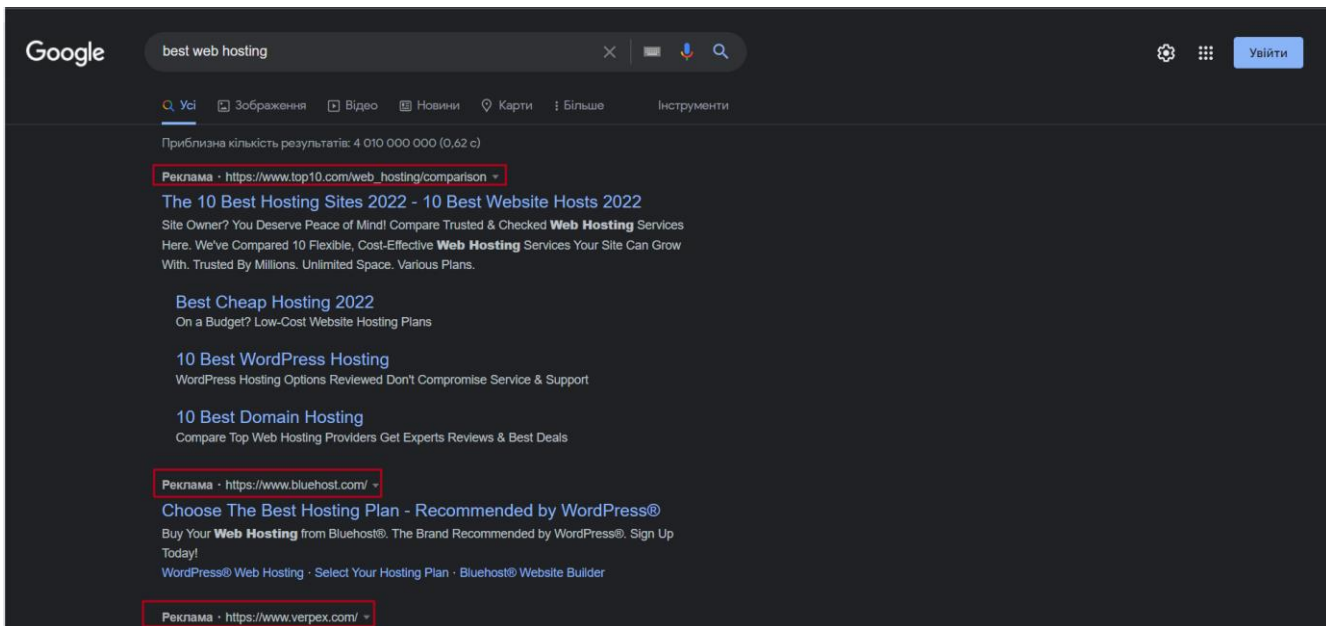 Google
best web hosting
Увійти
Усі Зображення Відео Новини Карти Більше Інструменти
Приблизна кількість результатів: 4 010 000 000 (0,62 с)
Реклама · https://www.top10.com/web_hosting/comparison
The 10 Best Hosting Sites 2022 - 10 Best Website Hosts 2022
Site Owner? You Deserve Peace of Mind! Compare Trusted & Checked Web Hosting Services
Here. We've Compared 10 Flexible, Cost-Effective Web Hosting Services Your Site Can Grow
With. Trusted By Millions. Unlimited Space. Various Plans.
Best Cheap Hosting 2022
On a Budget? Low-Cost Website Hosting Plans
10 Best WordPress Hosting
WordPress Hosting Options Reviewed Don't Compromise Service & Support
10 Best Domain Hosting
Compare Top Web Hosting Providers Get Experts Reviews & Best Deals
Реклама · https://www.bluehost.com/
Choose The Best Hosting Plan - Recommended by WordPress®
Buy Your Web Hosting from Bluehost®. The Brand Recommended by WordPress®. Sign Up
Today!
WordPress® Web Hosting · Select Your Hosting Plan · Bluehost® Website Builder
Реклама · https://www.verpex.com/